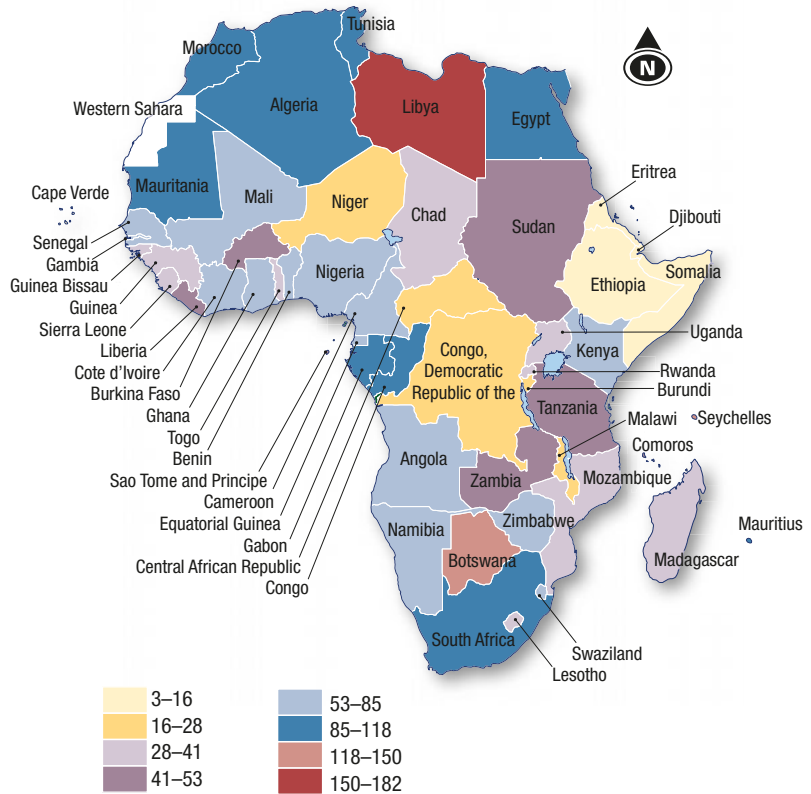 Tunisia
Morocco
N
Algeria
Libya
Egypt
Western Sahara
Mauritania
Mali
Niger
Chad
Sudan
Eritrea
Djibouti
Cape Verde
Senegal
Gambia
Guinea Bissau
Guinea
Sierra Leone
Liberia
Cote d’Ivoire
Burkina Faso
Ghana
Togo
Benin
Sao Tome and Principe
Cameroon
Equatorial Guinea
Gabon
Central African Republic
Congo
Nigeria
Ethiopia
Somalia
Uganda
Kenya
Rwanda
Burundi
Congo,
Democratic
Republic of the
Tanzania
Malawi
Seychelles
Comoros
Angola
Zambia
Mozambique
Zimbabwe
Namibia
Botswana
Madagascar
Mauritius
South Africa
Swaziland
Lesotho
3–16
16–28
28–41
41–53
53–85
85–118
118–150
150–182